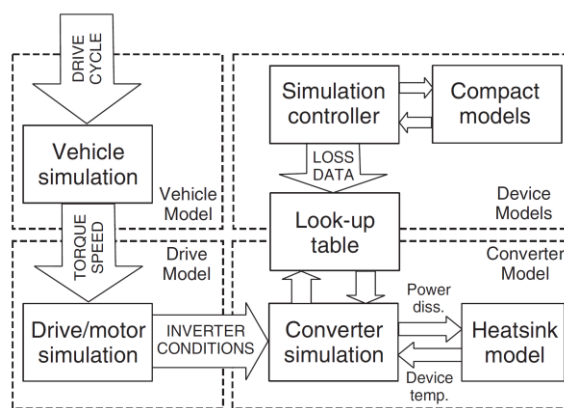 DRIVE
CYCLE
Vehicle
simulation
Vehicle
Model
TORQUE
SPEED
Drive
Model
Drive/motor
simulation
INVERTER
CONDITIONS
Simulation
controller
Compact
models
LOSS
DATA
Look-up
table
Device
Models
Converter
Model
Power
diss.
Converter
simulation
Heatsink
model
Device
temp.